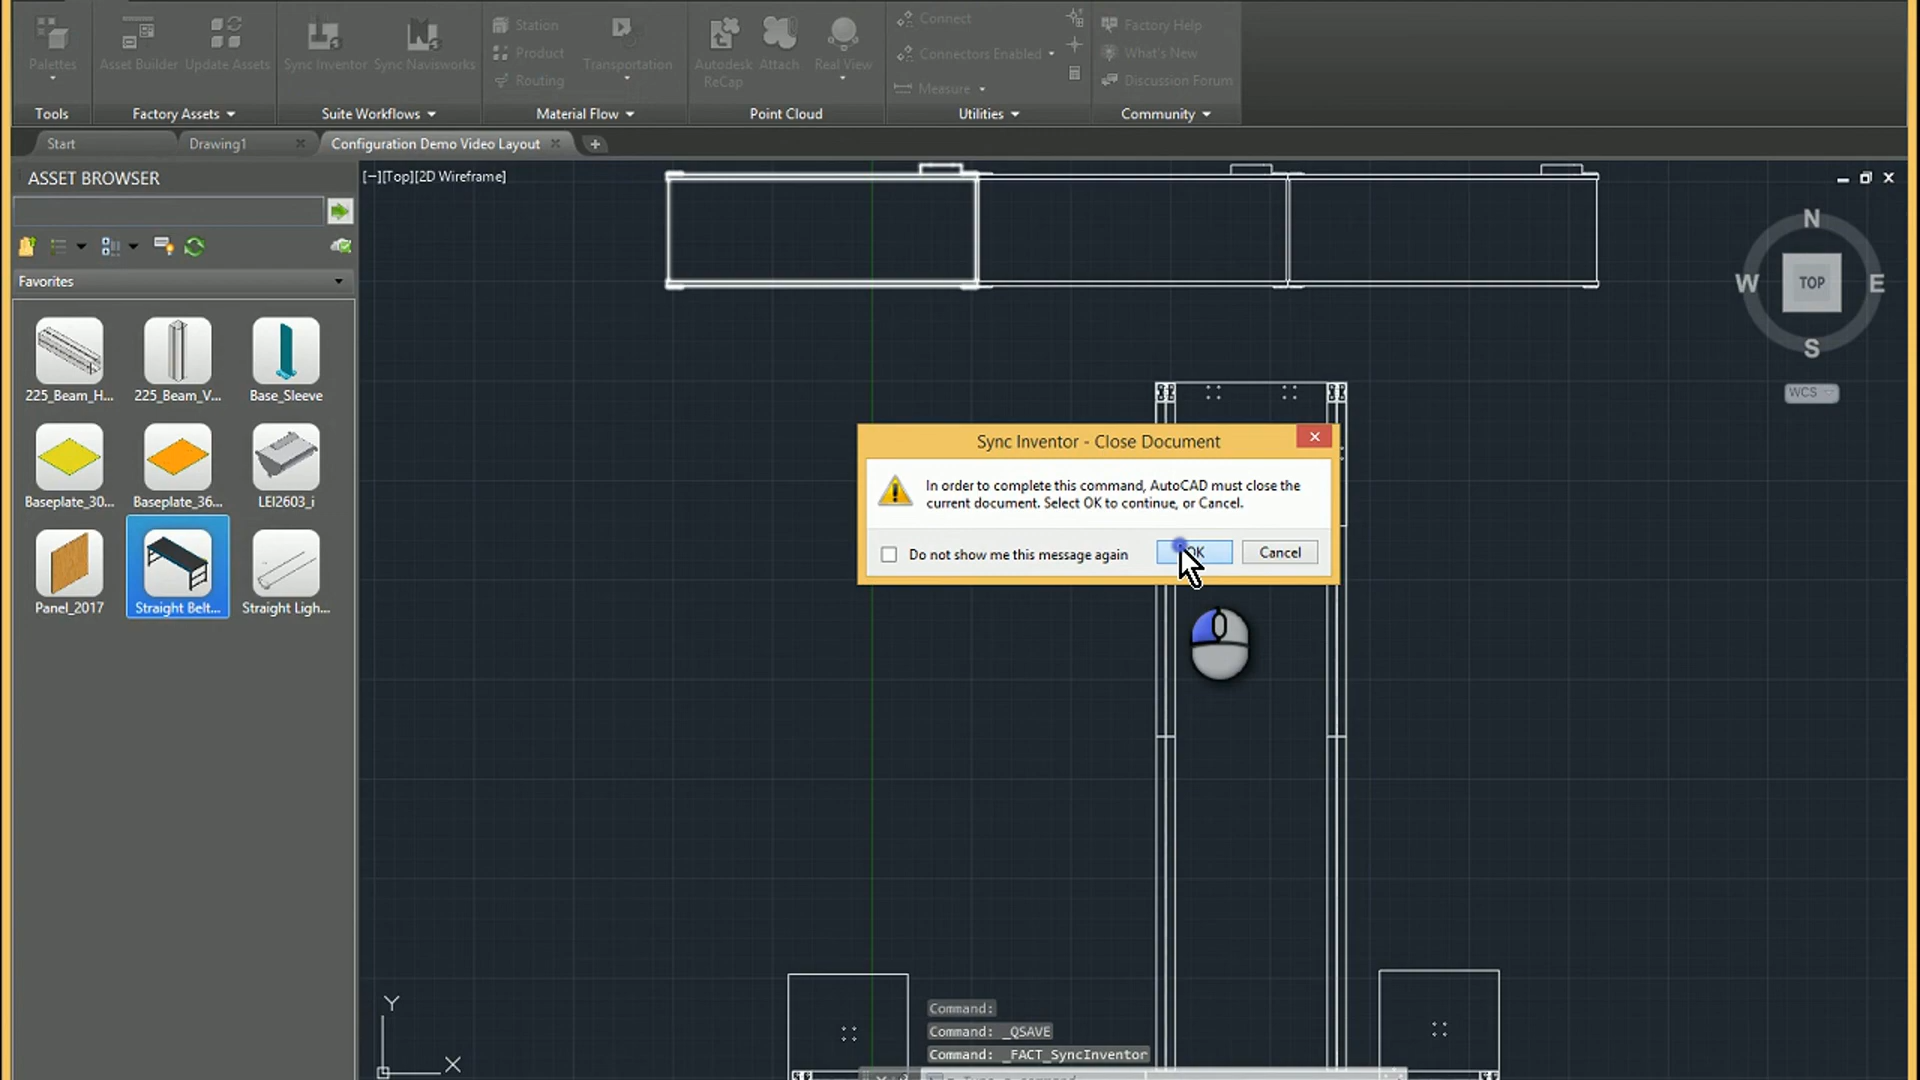 Palettes
Asset Builder
Update Assets
Sync Inventor
Sync Navisworks
Station
Product
Routing
Transportation
Autodesk
ReCap
Attach
Real View
Connect
Connectors Enabled
Measure
Factory Help
What's New
Discussion Forum
Tools
Factory Assets
Suite Workflows
Material Flow
Point Cloud
Utilities
Community
Start
Drawing1
Configuration Demo Video Layout
ASSET BROWSER
[−][Top][2D Wireframe]
N
W
TOP
E
S
WCS
Favorites
225_Beam_H...
225_Beam_V...
Base_Sleeve
Baseplate_30...
Baseplate_36...
LEI2603_i
Panel_2017
Straight Belt...
Straight Ligh...
Sync Inventor - Close Document
In order to complete this command, AutoCAD must close the
current document. Select OK to continue, or Cancel.
Do not show me this message again
OK
Cancel
Y
X
Command:
Command: _QSAVE
Command: _FACT_SyncInventor